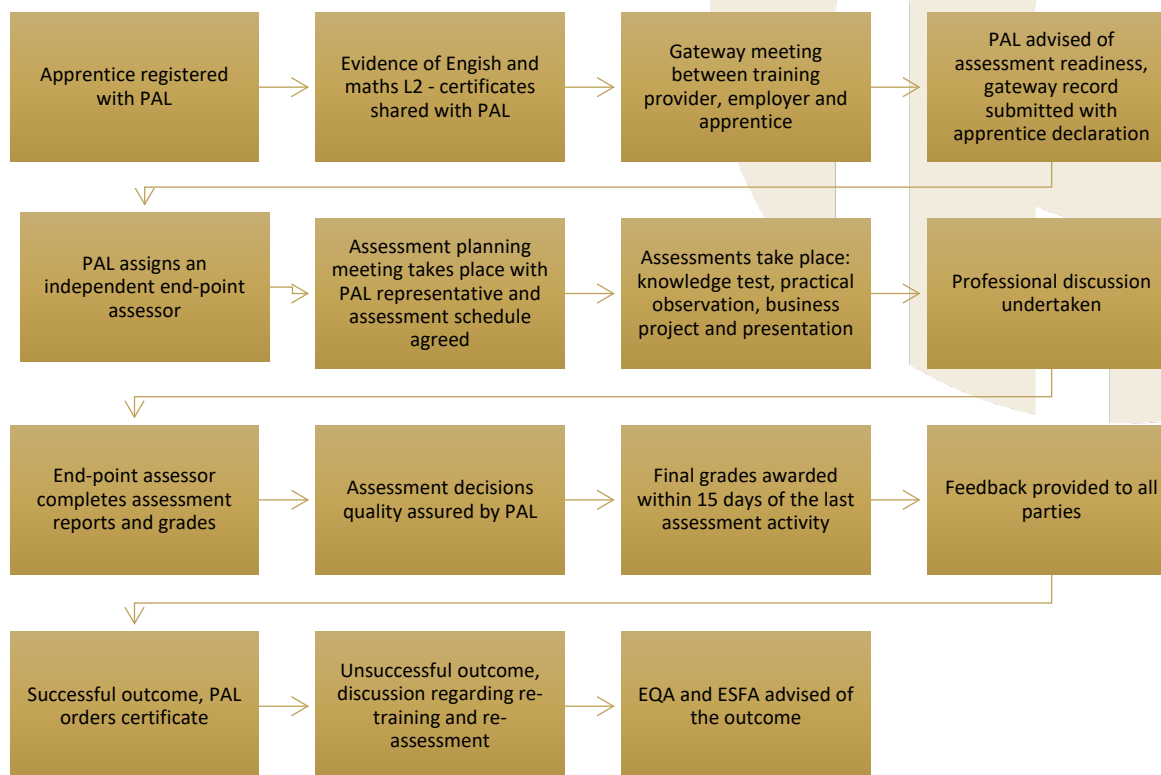 Apprentice registered
with PAL
Evidence of Engish and
maths L2 - certificates
shared with PAL
Gateway meeting
between training
provider, employer and
apprentice
PAL advised of
assessment readiness,
gateway record
submitted with
apprentice declaration
PAL assigns an
independent end-point
assessor
Assessment planning
meeting takes place with
PAL representative and
assessment schedule
agreed
Assessments take place:
knowledge test, practical
observation, business
project and presentation
Professional discussion
undertaken
End-point assessor
completes assessment
reports and grades
Assessment decisions
quality assured by PAL
Final grades awarded
within 15 days of the last
assessment activity
Feedback provided to all
parties
Successful outcome, PAL
orders certificate
Unsuccessful outcome,
discussion regarding re-
training and re-
assessment
EQA and ESFA advised of
the outcome